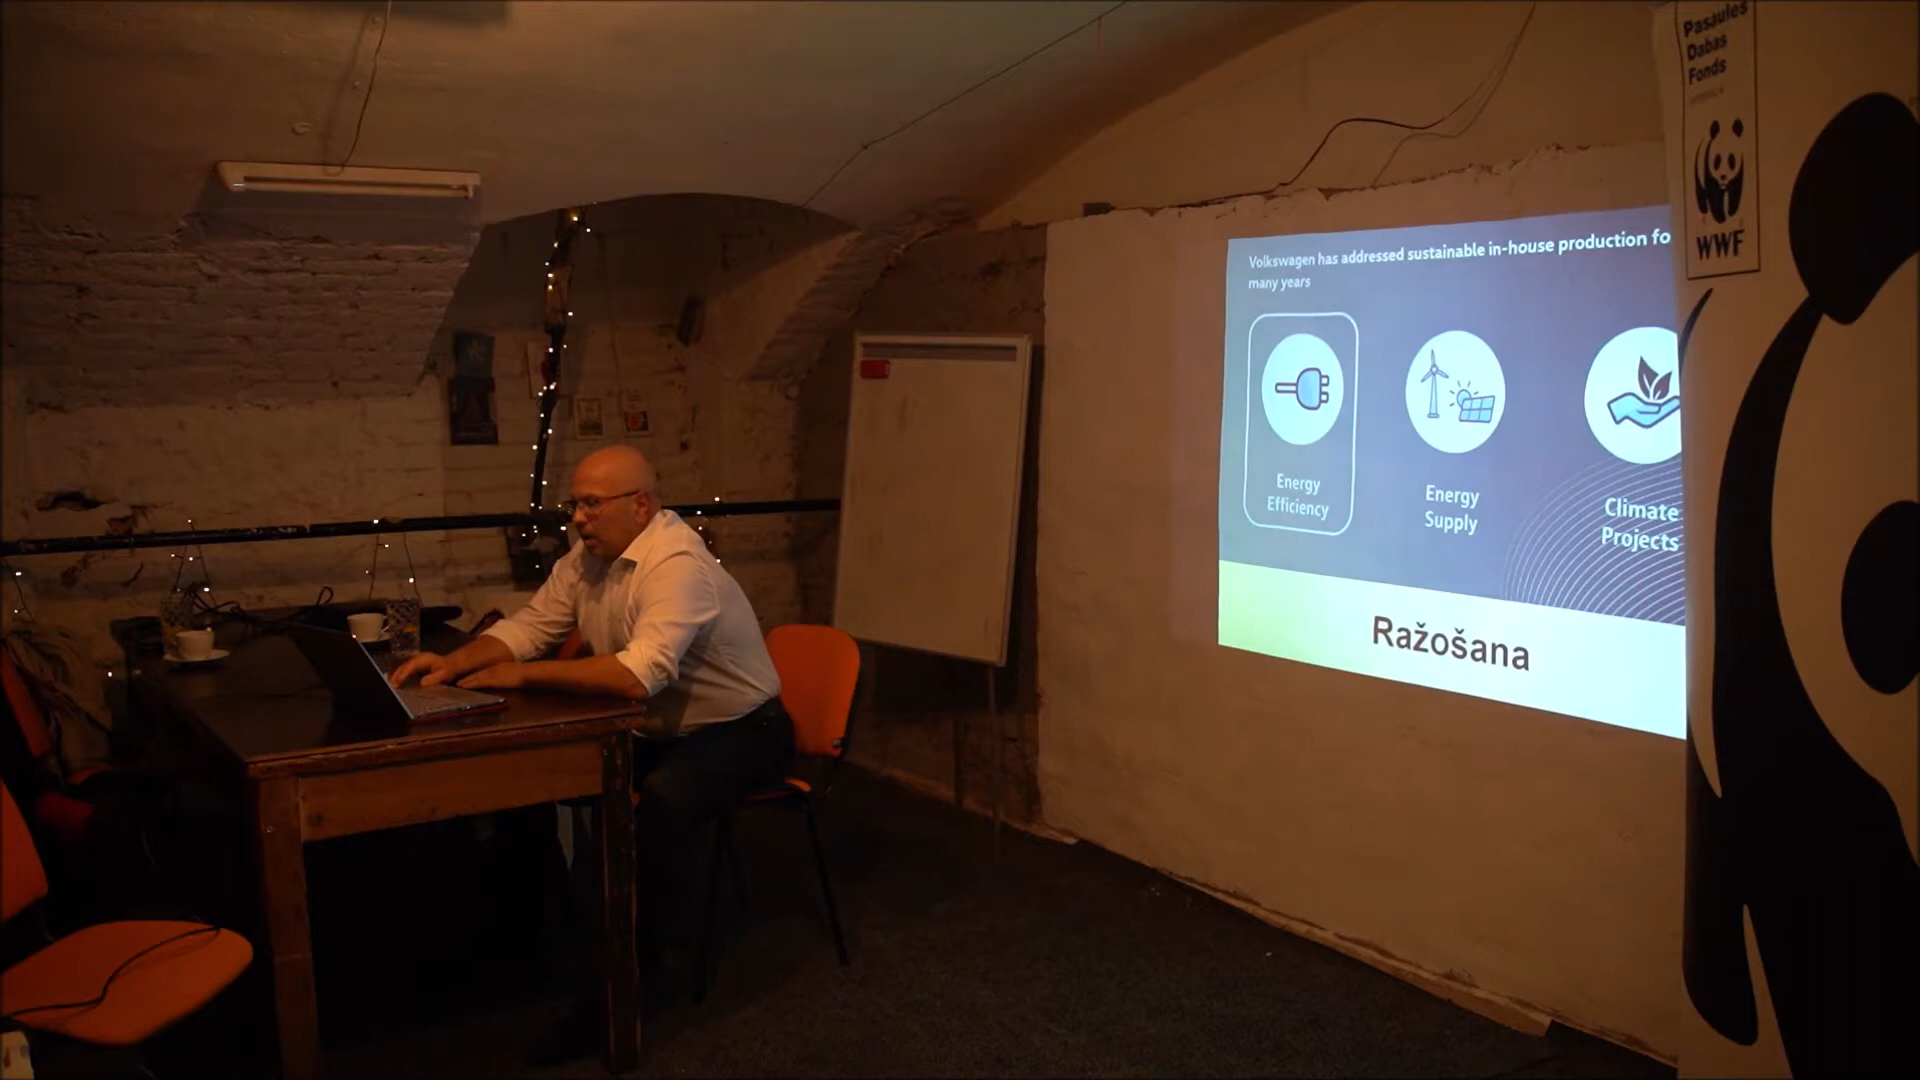 Pasaules
Dabas
Fonds
WWF
Volkswagen has addressed sustainable in-house production fo
many years
Energy
Efficiency
Energy
Supply
Climate
Projects
Ražošana